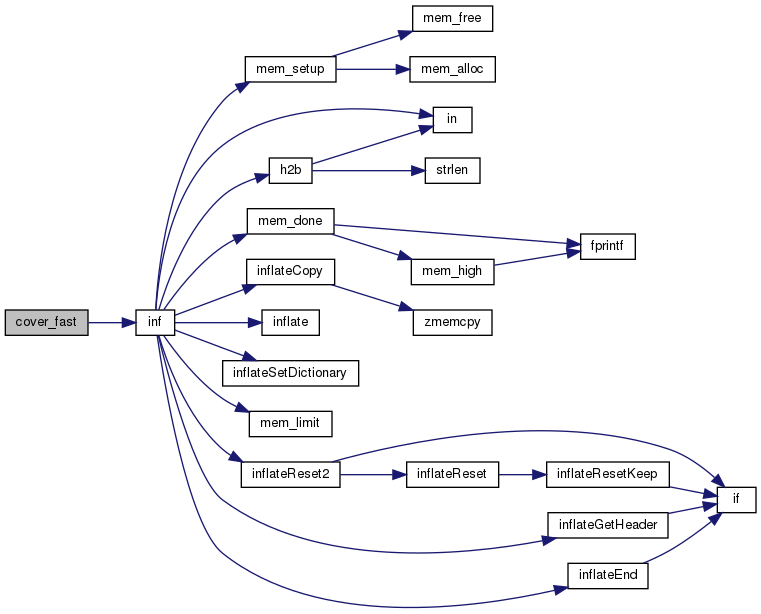 mem_free
mem_setup
mem_alloc
in
h2b
strlen
mem_done
fprintf
mem_high
inflateCopy
cover_fast
inf
inflate
zmemcpy
inflateSetDictionary
mem_limit
inflateReset2
inflateReset
inflateResetKeep
if
inflateGetHeader
inflateEnd